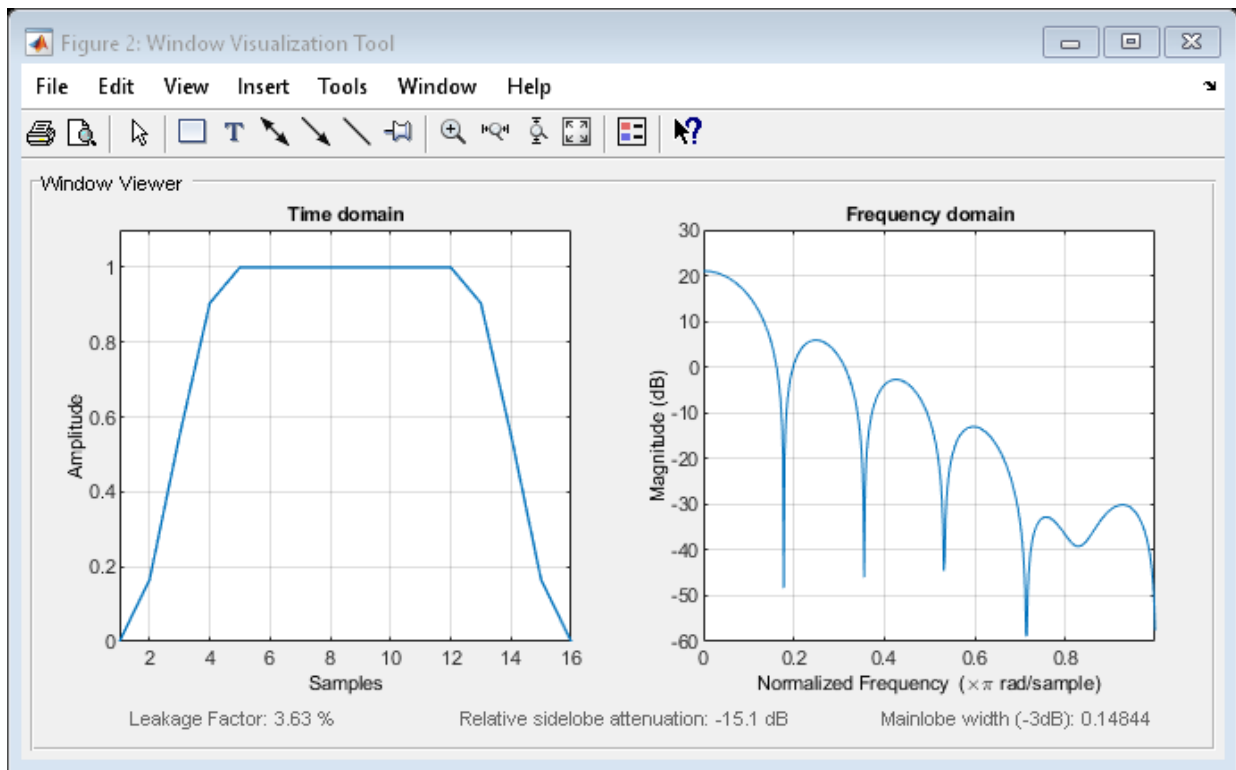 Figure 2: Window Visualization Tool
File Edit View Insert Tools Window Help
T
?
Window Viewer
Time domain
Amplitude
1
0.8
0.6
0.4
0.2
0
2 4 6 8 10 12 14 16
Samples
Frequency domain
Magnitude (dB)
30
20
10
0
-10
-20
-30
-40
-50
-60
0 0.2 0.4 0.6 0.8
Normalized Frequency (×π rad/sample)
Leakage Factor: 3.63 %
Relative sidelobe attenuation: -15.1 dB
Mainlobe width (-3dB): 0.14844